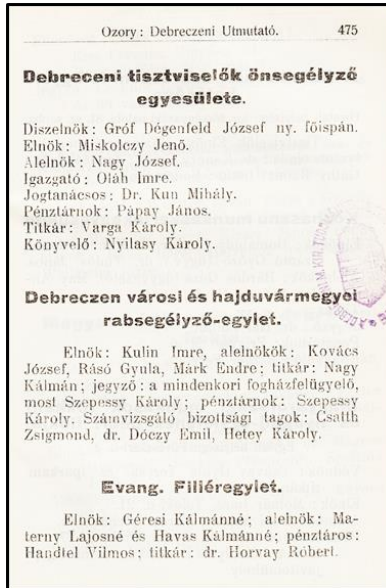 Ozory: Debreczeni Utmutató. 475
Debreceni tisztviselők önsegélyző
egyesülete.
Diszelnök: Gróf Dégenfeld József ny. főispán.
Elnök: Miskolczy Jenő.
Alelnök: Nagy József.
Igazgató: Oláh Imre.
Jogtanácsos: Dr. Kun Mihály.
Pénztárnok: Pápay János.
Titkár: Varga Károly.
Könyvelő: Nyilasy Károly.
Debreczen városi és hajduvármegyei
rabsegélyző-egylet.
Elnök: Kulin Imre, alelnökök: Kovács
József, Rásó Gyula, Márk Endre; titkár: Nagy
Kálmán; jegyző: a mindenkori fogházfelügyelő,
most Szepessy Károly; pénztárnok: Szepessy
Károly. Számvizsgáló bizottsági tagok: Csath
Zsigmond, dr. Dóczy Emil, Hetey Károly.
Evang. Filléregylet.
Elnök: Géresi Kálmánné; alelnök: Ma-
terny Lajosné és Havas Kálmánné; pénztáros:
Handtel Vilmos; titkár: dr. Horvay Róbert.